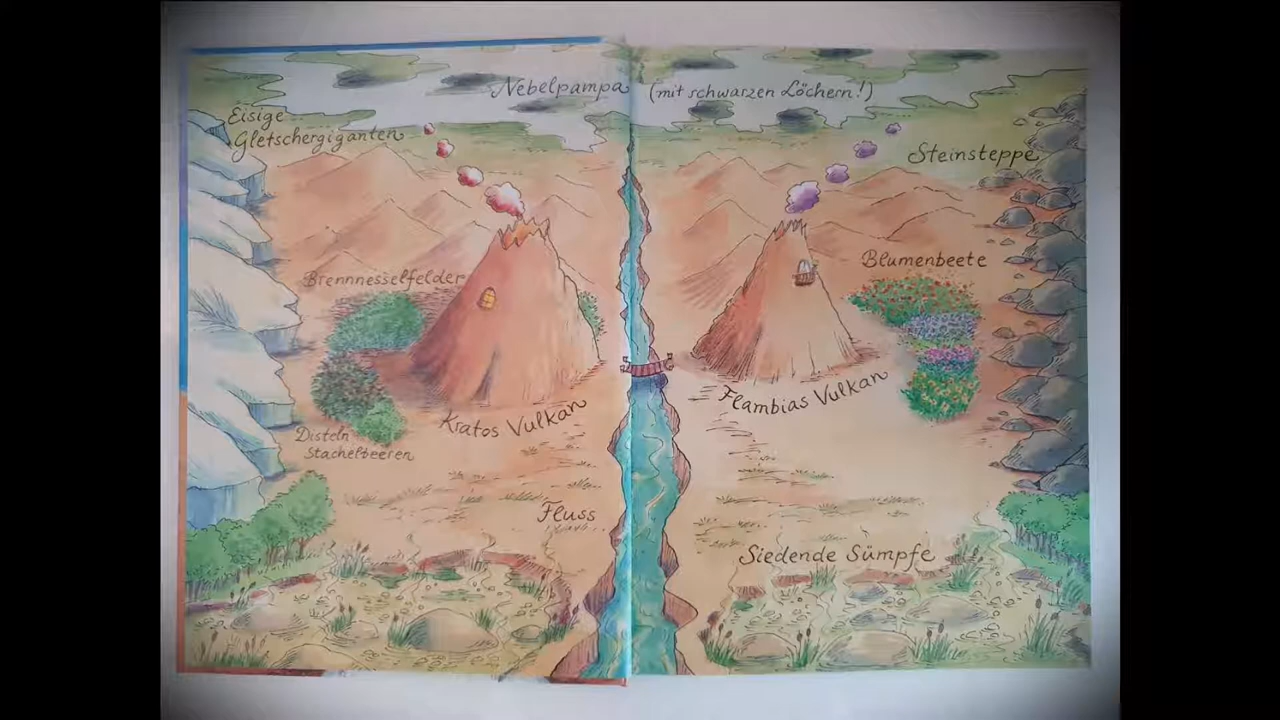 Nebelpampa (mit schwarzen Löchern!)
Eisige
Gletschergiganten
Steinsteppe
Brennnesselfelder
Blumenbeete
Kratos Vulkan
Flambias Vulkan
Disteln
Stachelbeeren
Fluss
Siedende Sümpfe